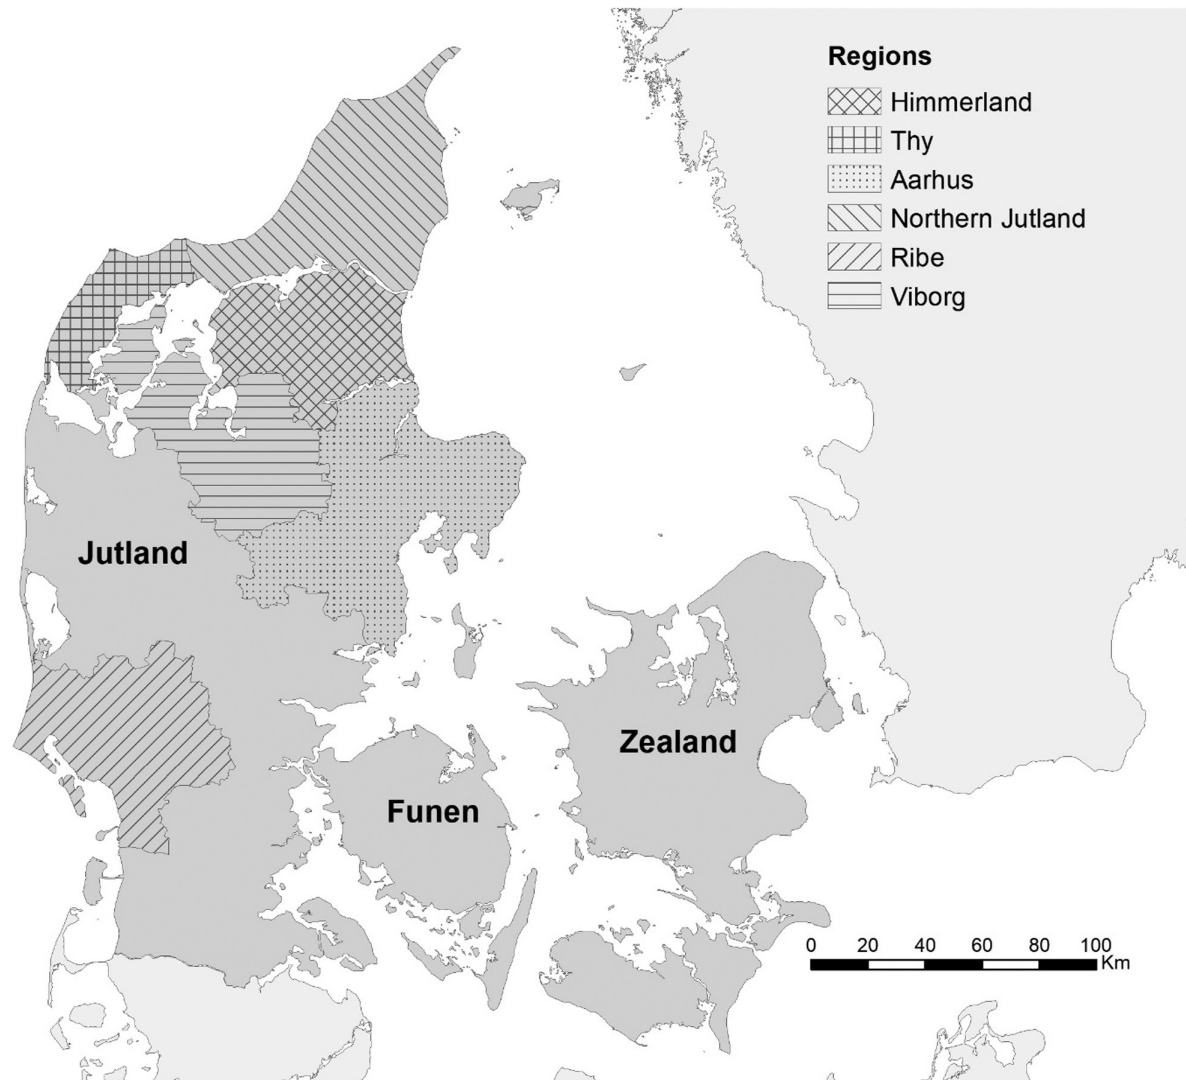 Regions
Himmerland
Thy
Aarhus
Northern Jutland
Ribe
Viborg
Jutland
Zealand
Funen
0 20 40 60 80 100
Km